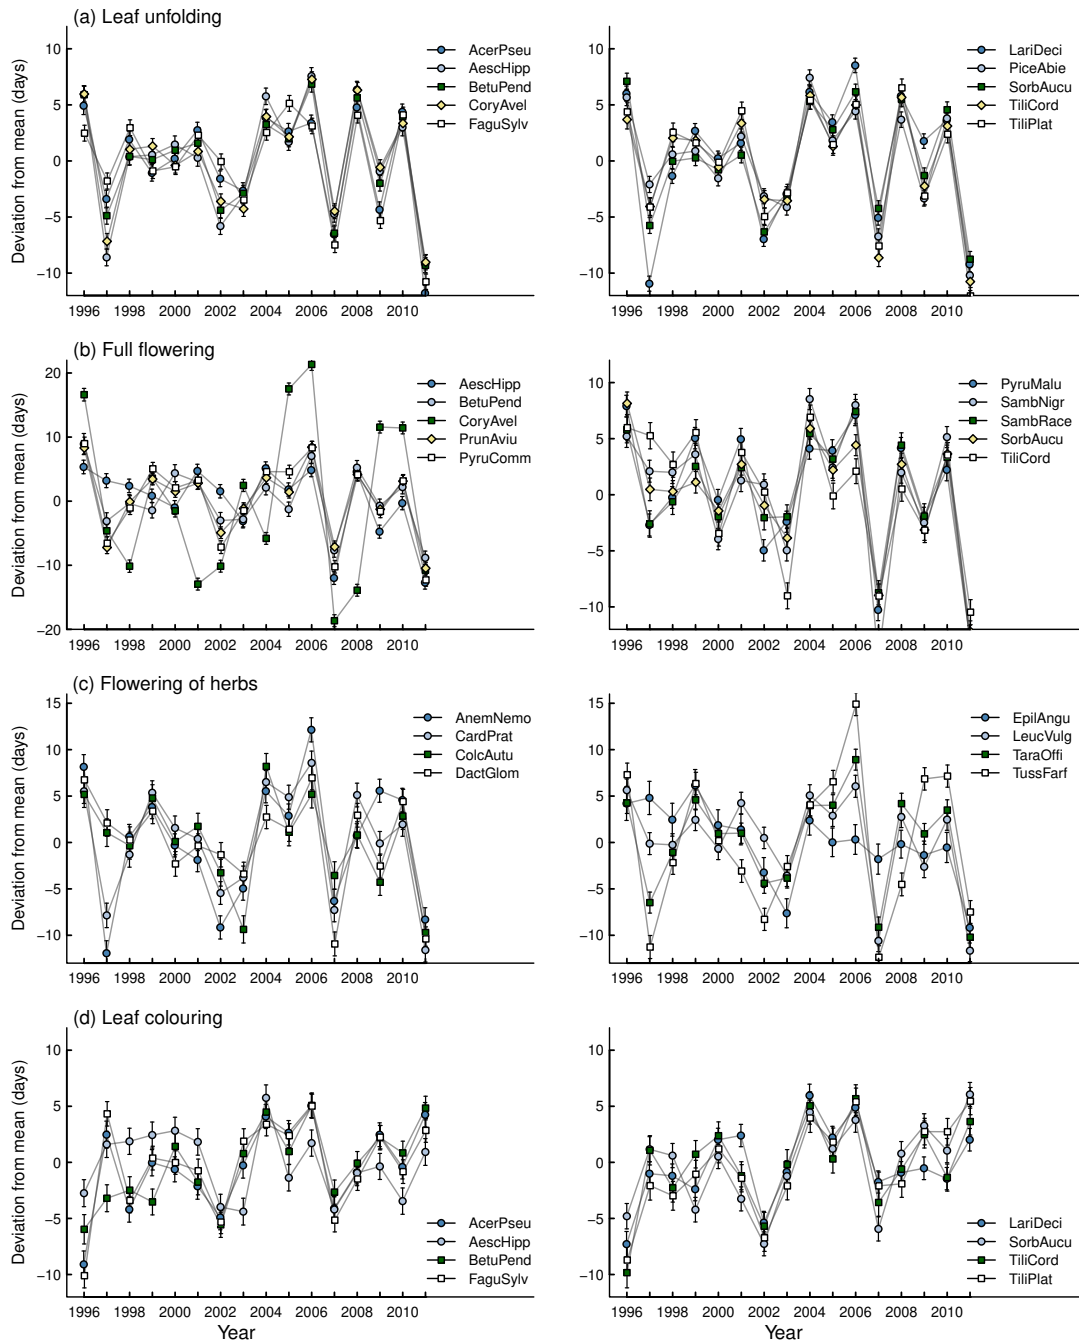 (a) Leaf unfolding
Deviation from mean (days)
10
5
0
−5
−10
AcerPseu
AescHipp
BetuPend
CoryAvel
FaguSylv
1996 1998 2000 2002 2004 2006 2008 2010
10
5
0
−5
−10
LariDeci
PiceAbie
SorbAucu
TiliCord
TiliPlat
1996 1998 2000 2002 2004 2006 2008 2010
(b) Full flowering
Deviation from mean (days)
20
10
0
−10
−20
AescHipp
BetuPend
CoryAvel
PrunAviu
PyruComm
1996 1998 2000 2002 2004 2006 2008 2010
10
5
0
−5
−10
PyruMalu
SambNigr
SambRace
SorbAucu
TiliCord
1996 1998 2000 2002 2004 2006 2008 2010
(c) Flowering of herbs
Deviation from mean (days)
15
10
5
0
−5
−10
AnemNemo
CardPrat
ColcAutu
DactGlom
1996 1998 2000 2002 2004 2006 2008 2010
15
10
5
0
−5
−10
EpilAngu
LeucVulg
TaraOffi
TussFarf
1996 1998 2000 2002 2004 2006 2008 2010
(d) Leaf colouring
Deviation from mean (days)
10
5
0
−5
−10
AcerPseu
AescHipp
BetuPend
FaguSylv
1996 1998 2000 2002 2004 2006 2008 2010
Year
10
5
0
−5
−10
LariDeci
SorbAucu
TiliCord
TiliPlat
1996 1998 2000 2002 2004 2006 2008 2010
Year